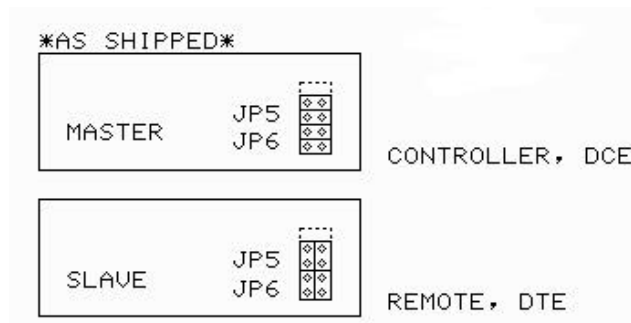 *AS SHIPPED*
MASTER
JP5
JP6
CONTROLLER, DCE
SLAVE
JP5
JP6
REMOTE, DTE